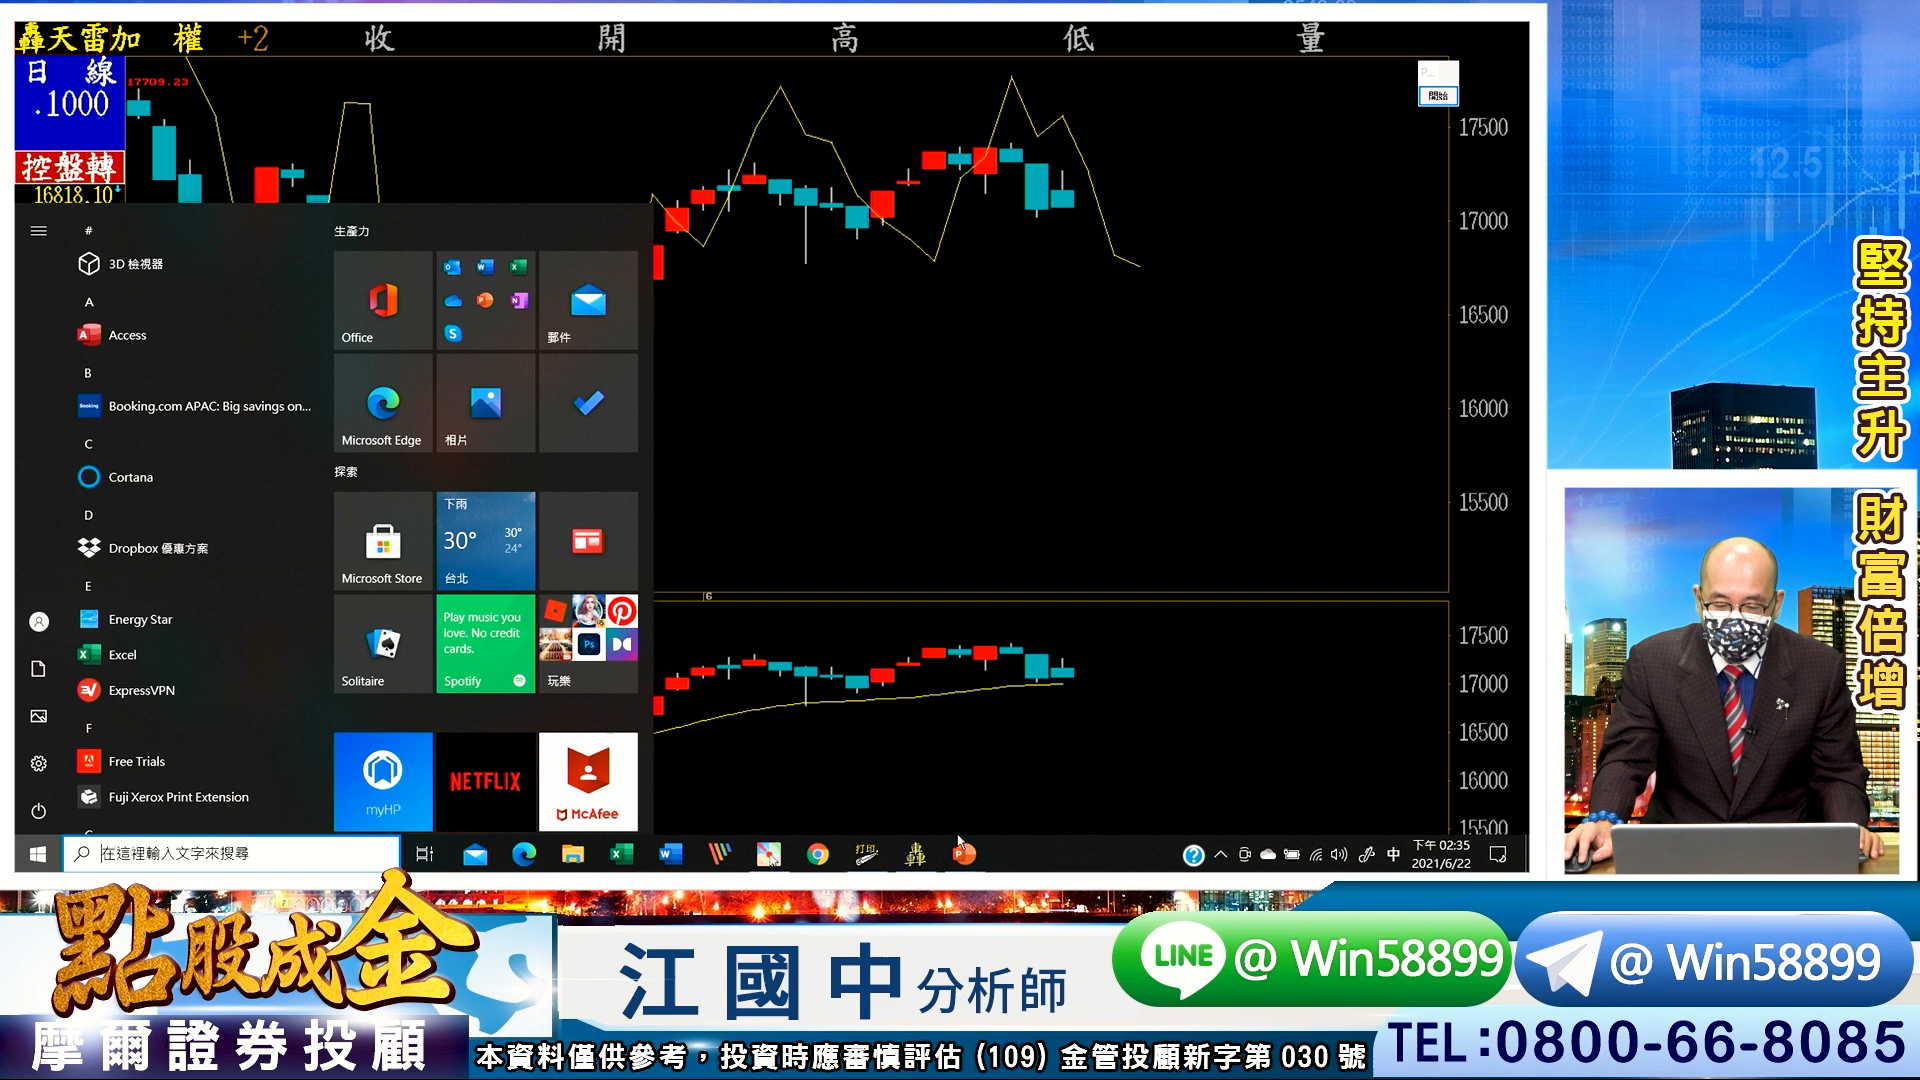 轟天雷加 權 +2 收 開 高 低 量
日 線
.1000
控盤轉
16818.10
17709.23
P...
開始
17500
17000
16500
16000
15500
6
17500
17000
16500
16000
15500
#
3D 檢視器
A
Access
B
Booking.com APAC: Big savings on...
C
Cortana
D
Dropbox 優惠方案
E
Energy Star
Excel
ExpressVPN
F
Free Trials
Fuji Xerox Print Extension
生產力
Office
郵件
Microsoft Edge
相片
探索
Microsoft Store
下雨
30°
30°
24°
台北
Solitaire
Play music you
love. No credit
cards.
Spotify
Ps
玩樂
myHP
NETFLIX
McAfee
在這裡輸入文字來搜尋
打印
轟
中
下午 02:35
2021/6/22
堅持主升
財富倍增
點股成金
摩爾證券投顧
江國中 分析師
LINE @ Win58899
@ Win58899
TEL:0800-66-8085
本資料僅供參考，投資時應審慎評估 (109) 金管投顧新字第 030 號